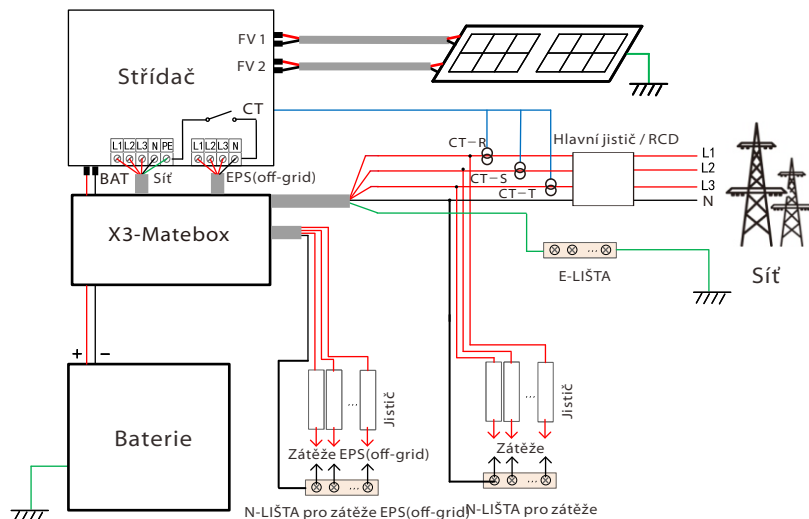 FV 1
FV 2
Střídač
CT
L1 L2 L3 N PE
L1 L2 L3 N
BAT
Síť
EPS(off-grid)
CT-R
CT-S
CT-T
Hlavní jistič / RCD
L1
L2
L3
N
X3-Matebox
E-LIŠTA
Síť
+ −
Baterie
...
Jistič
...
Jistič
Zátěže EPS(off-grid)
Zátěže
...
...
N-LIŠTA pro zátěže EPS(off-grid)
N-LIŠTA pro zátěže